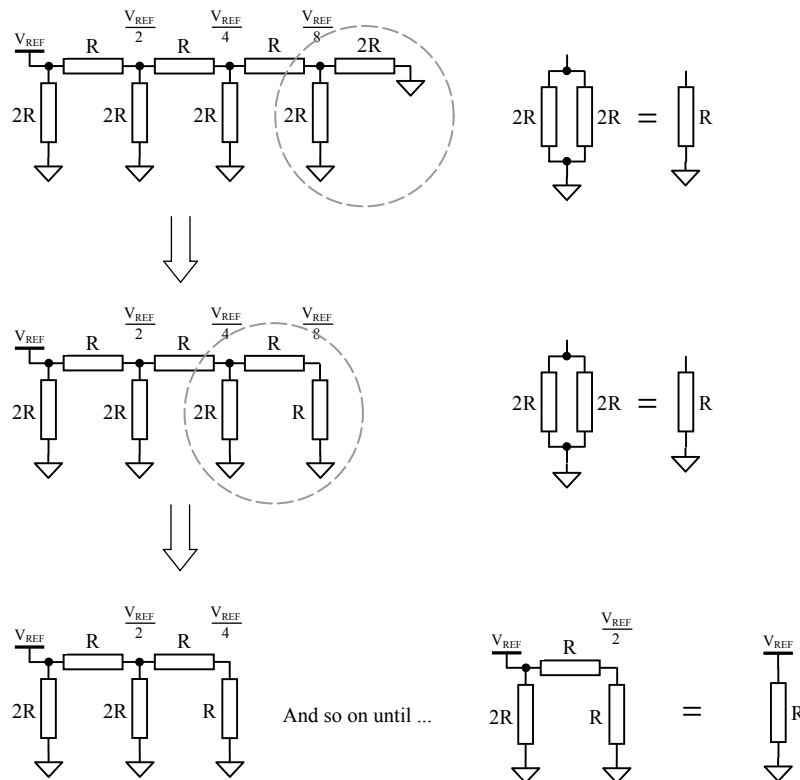 V_REF
V_REF/2
V_REF/4
V_REF/8
R
R
R
2R
2R
2R
2R
2R
2R
2R
=
R
V_REF
V_REF/2
V_REF/4
V_REF/8
R
R
R
2R
2R
2R
R
2R
2R
=
R
V_REF
V_REF/2
V_REF/4
R
R
2R
2R
R
And so on until ...
V_REF
V_REF/2
R
2R
R
=
V_REF
R